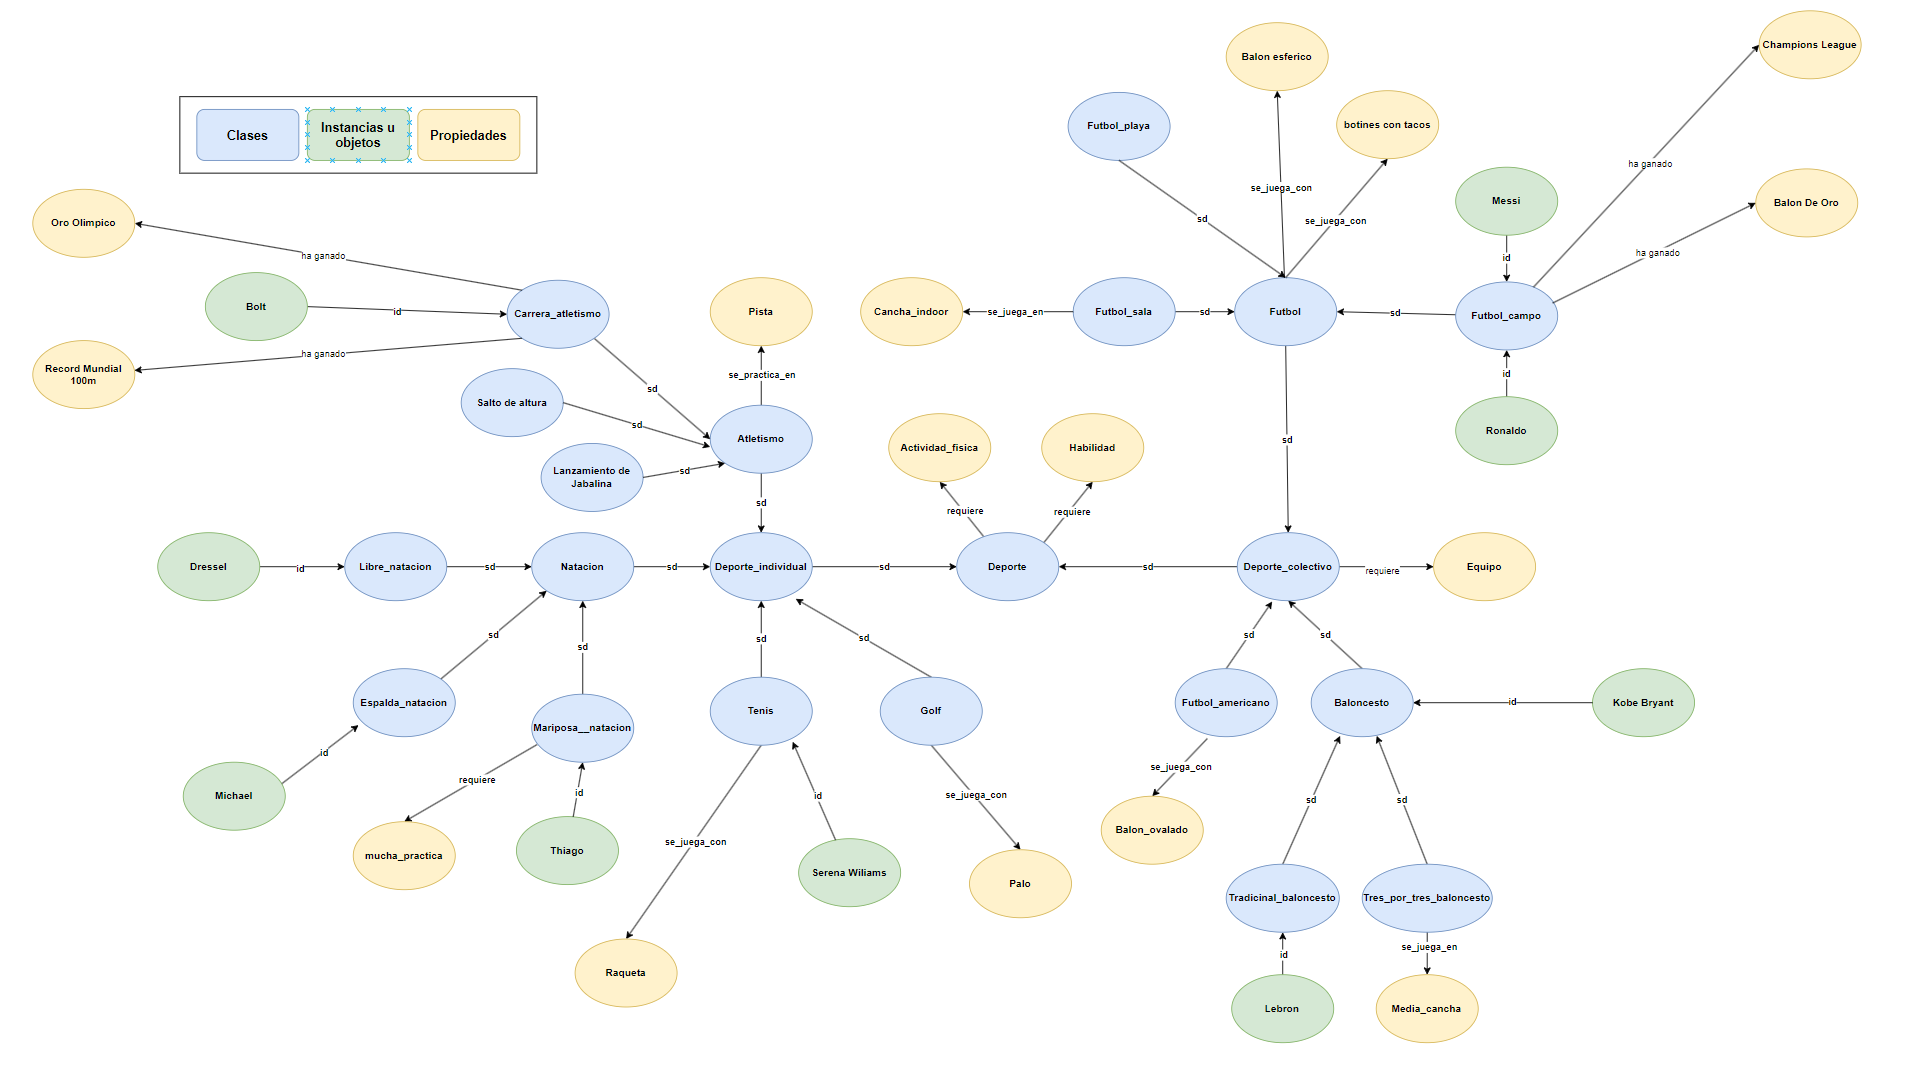 Champions League
Balon esferico
Clases
Instancias u
objetos
Propiedades
Futbol_playa
botines con tacos
ha ganado
se_juega_con
Messi
Balon De Oro
Oro Olimpico
sd
se_juega_con
ha ganado
ha ganado
id
Bolt
id
Carrera_atletismo
Pista
Cancha_indoor
se_juega_en
Futbol_sala
sd
Futbol
sd
Futbol_campo
ha ganado
Record Mundial
100m
se_practica_en
id
sd
Salto de altura
sd
Atletismo
sd
Ronaldo
Actividad_fisica
Habilidad
Lanzamiento de
Jabalina
sd
sd
requiere
requiere
Dressel
id
Libre_natacion
sd
Natacion
sd
Deporte_individual
sd
Deporte
sd
Deporte_colectivo
requiere
Equipo
sd
sd
sd
sd
sd
sd
Espalda_natacion
Mariposa__natacion
Tenis
Golf
Futbol_americano
Baloncesto
id
Kobe Bryant
id
requiere
se_juega_con
Michael
id
id
se_juega_con
sd
sd
mucha_practica
Thiago
se_juega_con
Balon_ovalado
Serena Wiliams
Palo
Tradicinal_baloncesto
Tres_por_tres_baloncesto
id
se_juega_en
Raqueta
Lebron
Media_cancha